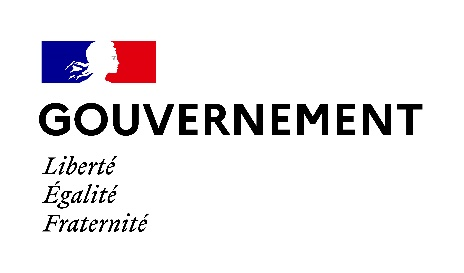 GOUVERNEMENT
Liberté
Égalité
Fraternité